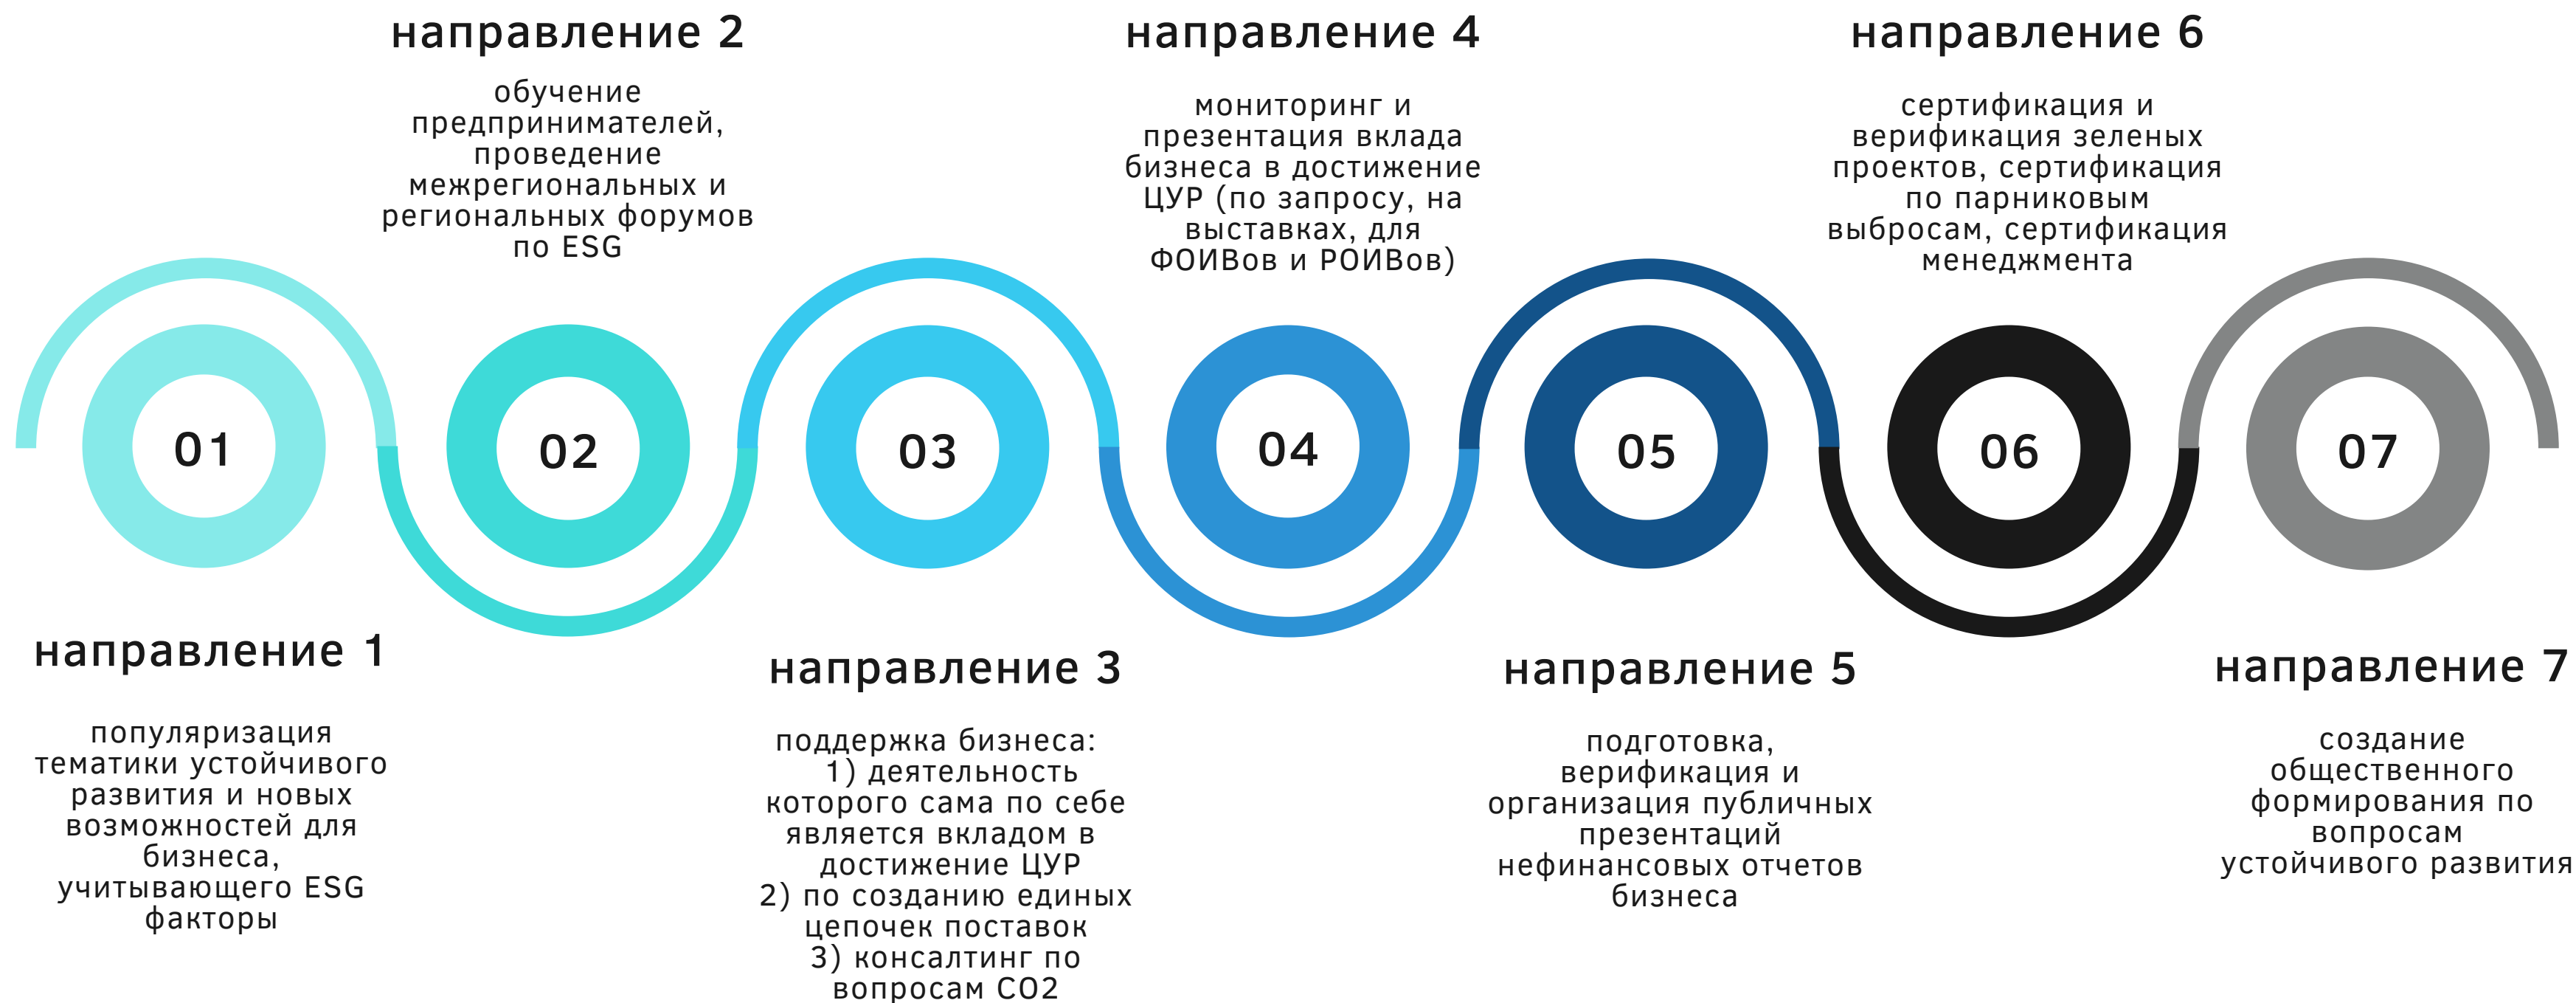 направление 2
обучение
предпринимателей,
проведение
межрегиональных и
региональных форумов
по ESG
направление 4
мониторинг и
презентация вклада
бизнеса в достижение
ЦУР (по запросу, на
выставках, для
ФОИВов и РОИВов)
направление 6
сертификация и
верификация зеленых
проектов, сертификация
по парниковым
выбросам, сертификация
менеджмента
01
02
03
04
05
06
07
направление 1
популяризация
тематики устойчивого
развития и новых
возможностей для
бизнеса,
учитывающего ESG
факторы
направление 3
поддержка бизнеса:
1) деятельность
которого сама по себе
является вкладом в
достижение ЦУР
2) по созданию единых
цепочек поставок
3) консалтинг по
вопросам СО2
направление 5
подготовка,
верификация и
организация публичных
презентаций
нефинансовых отчетов
бизнеса
направление 7
создание
общественного
формирования по
вопросам
устойчивого развития